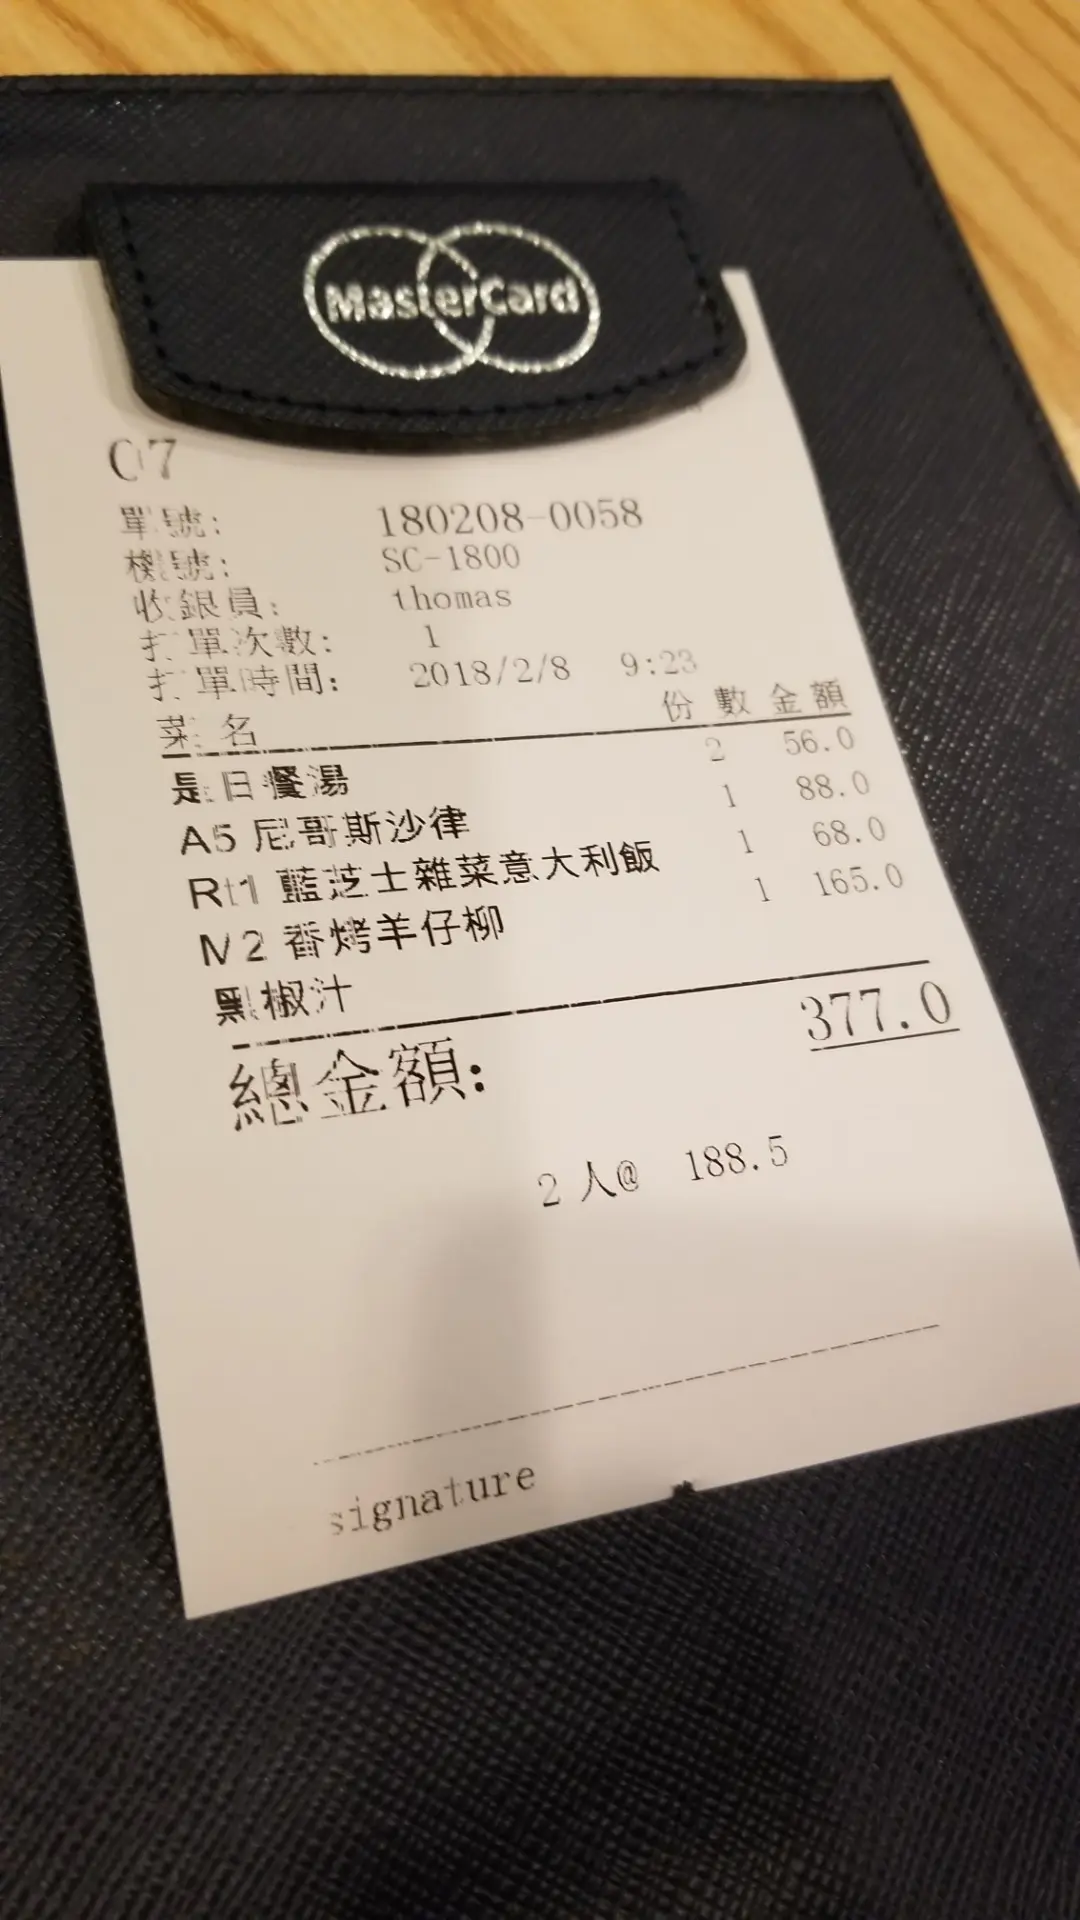 MasterCard
07
單號: 180208-0058
機號: SC-1800
收銀員: thomas
打單次數: 1
打單時間: 2018/2/8 9:23
菜 名 份 數 金 額
是日餐湯 2 56.0
A5 尼哥斯沙律 1 88.0
Rt1 藍芝士雜菜意大利飯 1 68.0
M2 香烤羊仔柳 1 165.0
黑椒汁
總金額: 377.0
2 人@ 188.5
signature